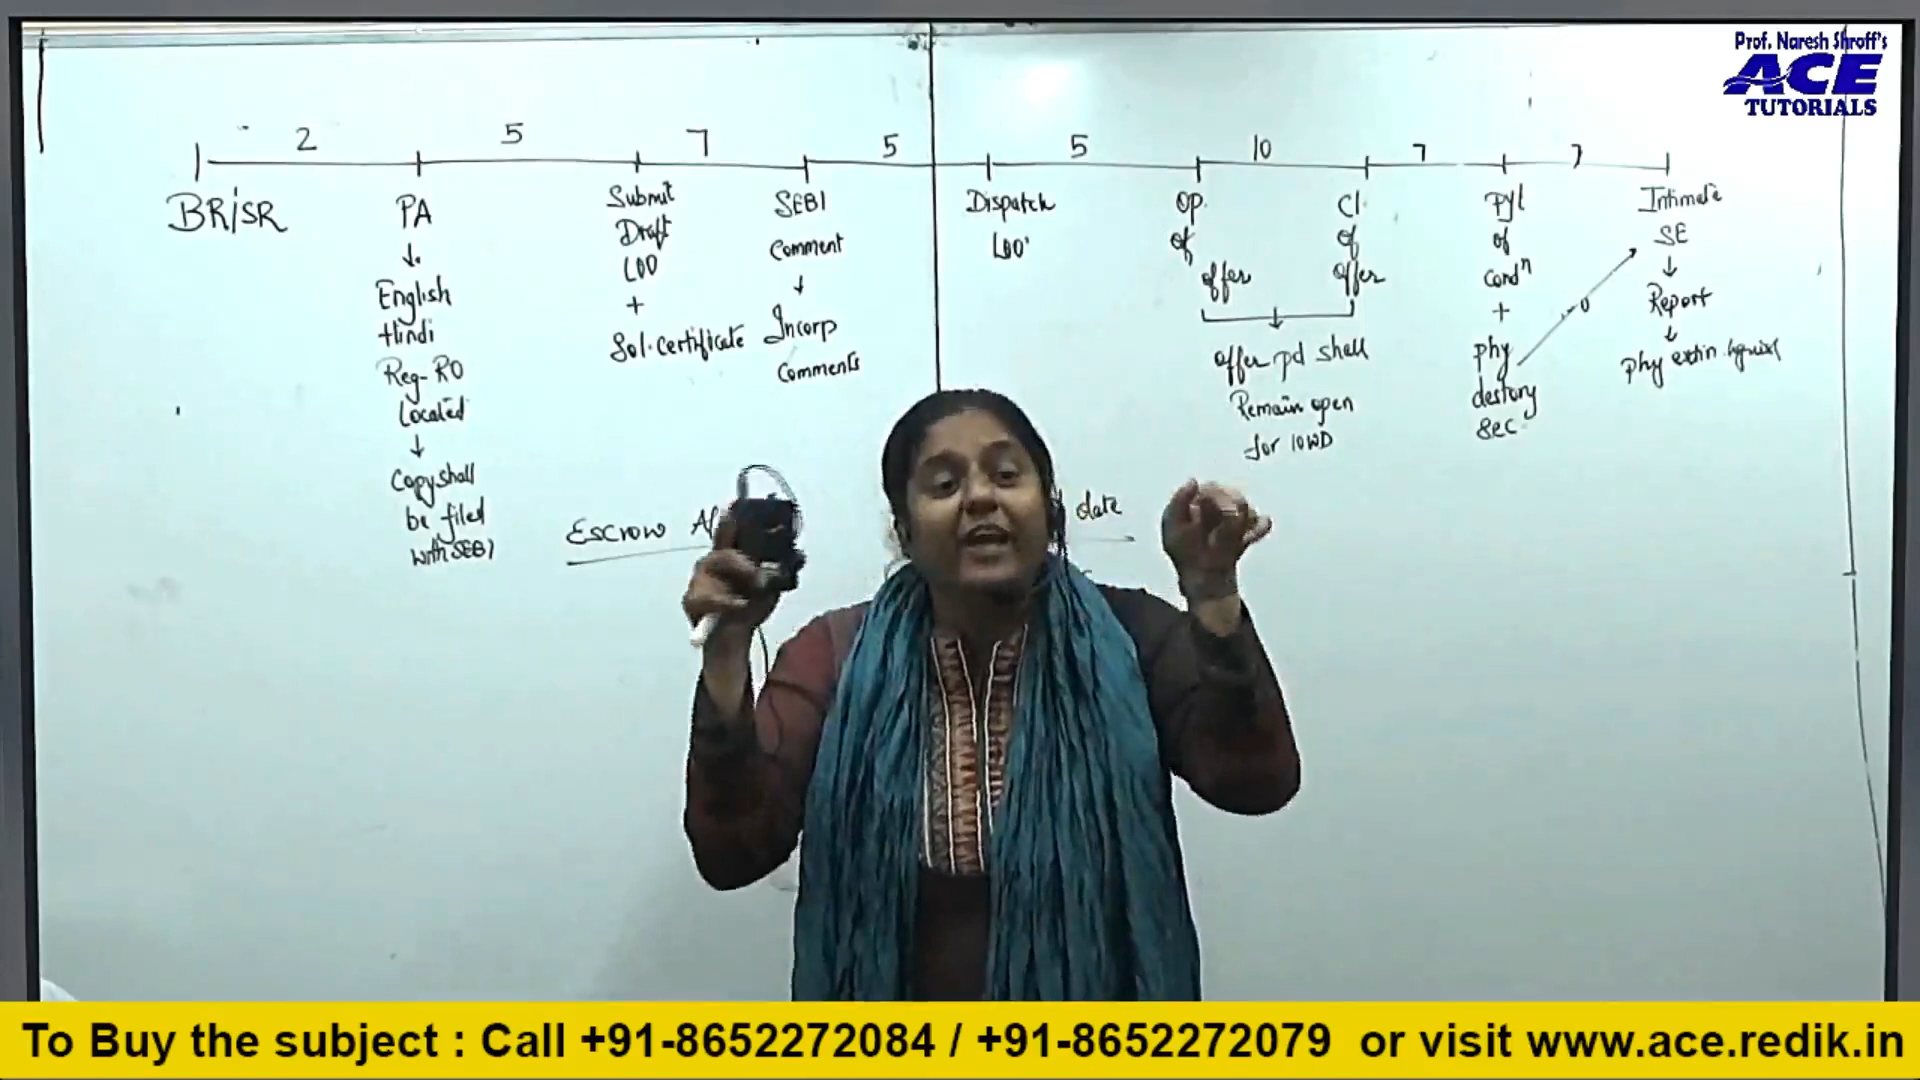 Prof. Naresh Shroff's
ACE
TUTORIALS
2 5 7 5 5 10 7 7
BR/SR
PA
English
Hindi
Reg-RO
Located
Copy shall
be filed
with SEBI
Submit
Draft
LOO
+
Sol. certificate
SEBI
Comment
Incorp
Comments
Dispatch
LOO
Op.
of
offer
Cl.
of
offer
offer pd shall
Remain open
for 10WD
Pyt
of
Condn
+
phy
destory
sec.
Intimate
SE
Report
Phy extin
Escrow
date
To Buy the subject : Call +91-8652272084 / +91-8652272079 or visit www.ace.redik.in